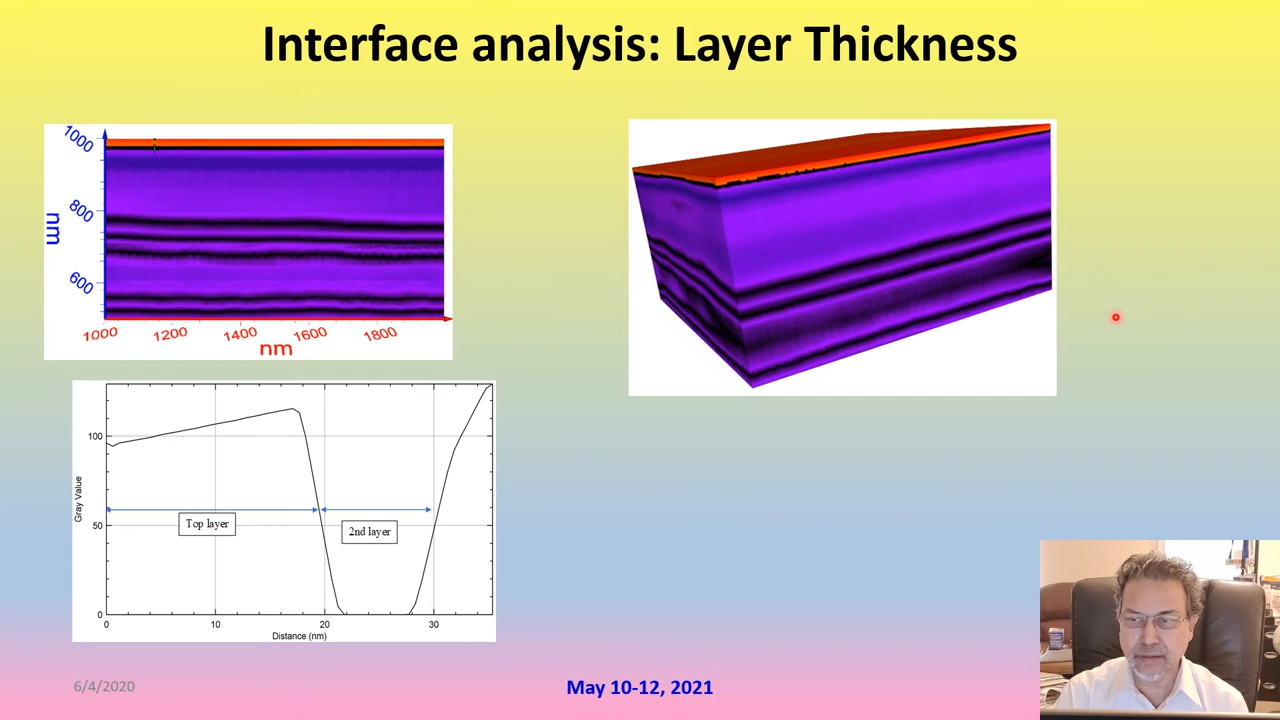 Interface analysis: Layer Thickness
1000
800
600
nm
1000 1200 1400 1600 1800
nm
100
50
0
Gray Value
Top layer
2nd layer
0 10 20 30
Distance (nm)
6/4/2020
May 10-12, 2021